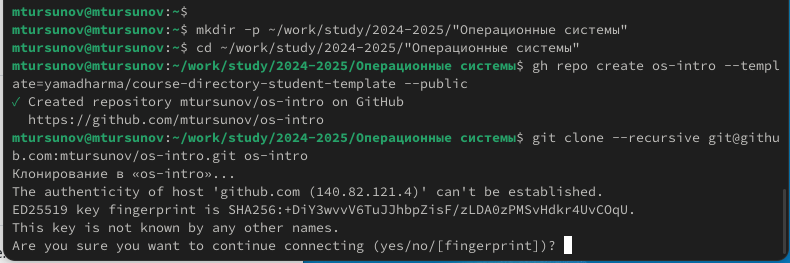 mtursunov@mtursunov:~$
mtursunov@mtursunov:~$ mkdir -p ~/work/study/2024-2025/"Операционные системы"
mtursunov@mtursunov:~$ cd ~/work/study/2024-2025/"Операционные системы"
mtursunov@mtursunov:~/work/study/2024-2025/Операционные системы$ gh repo create os-intro --templ
ate=yamadharma/course-directory-student-template --public
✓ Created repository mtursunov/os-intro on GitHub
https://github.com/mtursunov/os-intro
mtursunov@mtursunov:~/work/study/2024-2025/Операционные системы$ git clone --recursive git@githu
b.com:mtursunov/os-intro.git os-intro
Клонирование в «os-intro»...
The authenticity of host 'github.com (140.82.121.4)' can't be established.
ED25519 key fingerprint is SHA256:+DiY3wvvV6TuJJhbpZisF/zLDA0zPMSvHdkr4UvCOqU.
This key is not known by any other names.
Are you sure you want to continue connecting (yes/no/[fingerprint])?